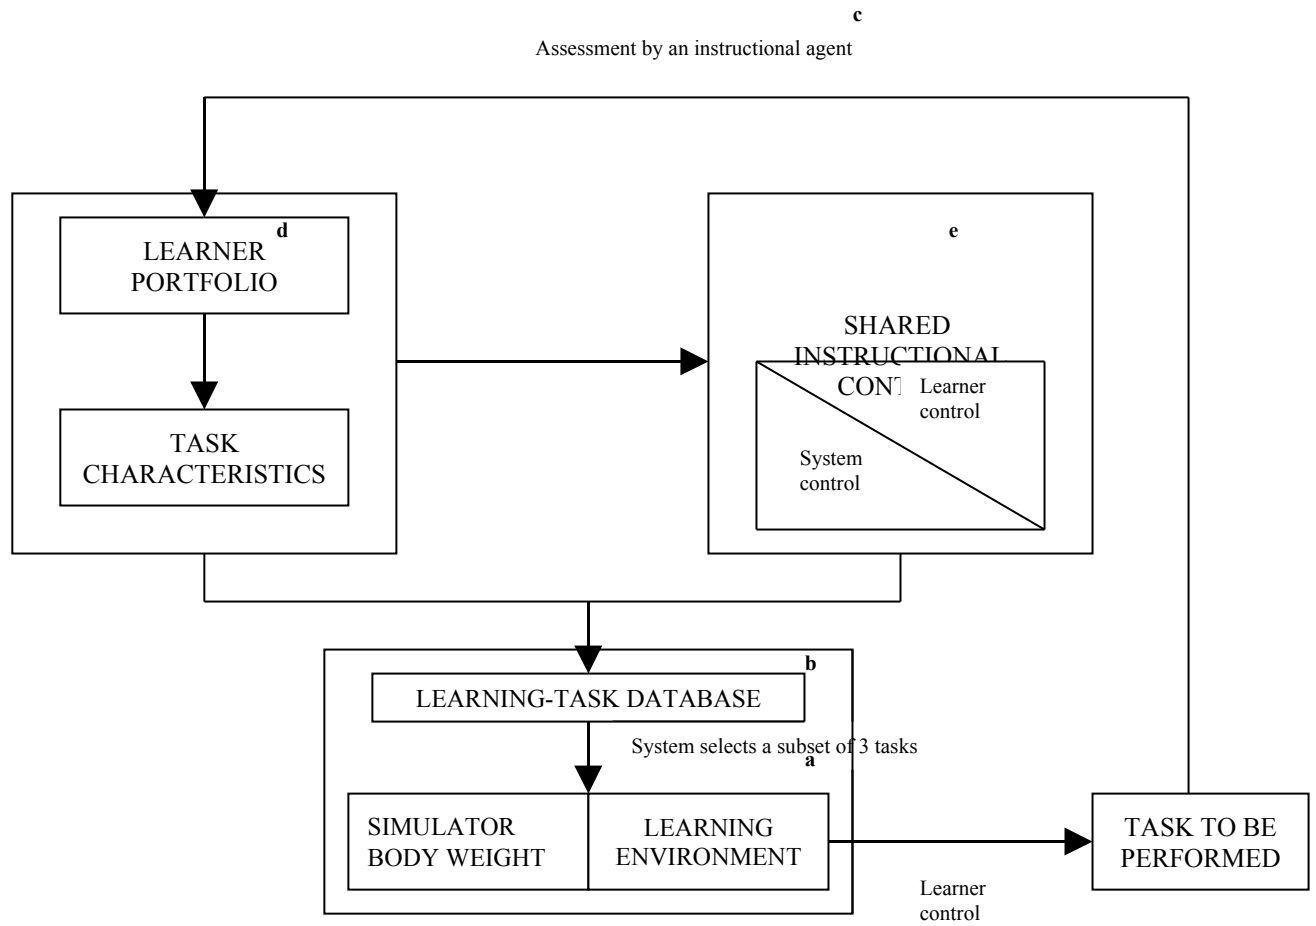 c
Assessment by an instructional agent
d
LEARNER
PORTFOLIO
TASK
CHARACTERISTICS
e
SHARED
INSTRUCTIONAL
Learner
control
System
control
b
LEARNING-TASK DATABASE
System selects a subset of 3 tasks
a
SIMULATOR
BODY WEIGHT
LEARNING
ENVIRONMENT
TASK TO BE
PERFORMED
Learner
control